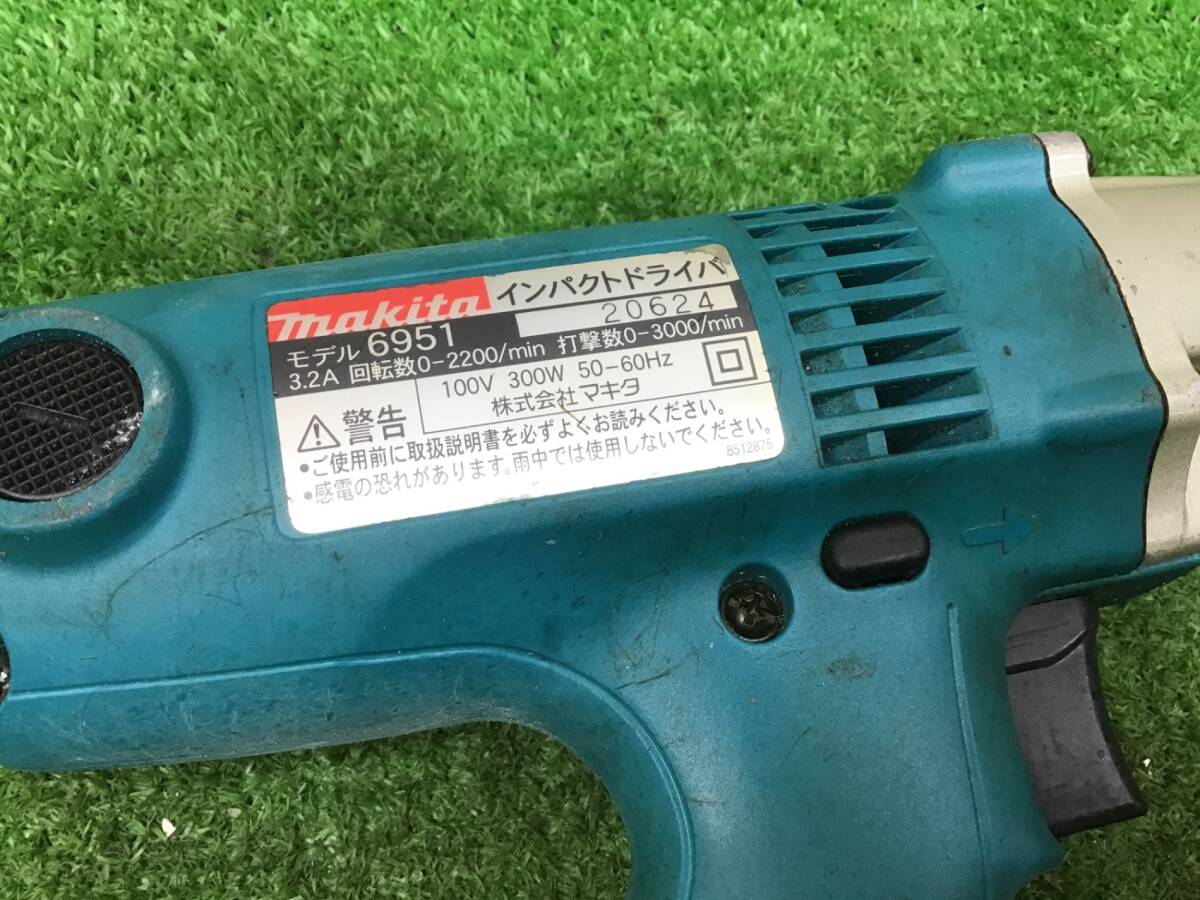 makita インパクトドライバ
20624
モデル 6951
3.2A 回転数0-2200/min 打撃数0-3000/min
100V 300W 50-60Hz
株式会社 マキタ
警告
●ご使用前に取扱説明書を必ずよくお読みください。
●感電の恐れがあります。雨中では使用しないでください。
8512875